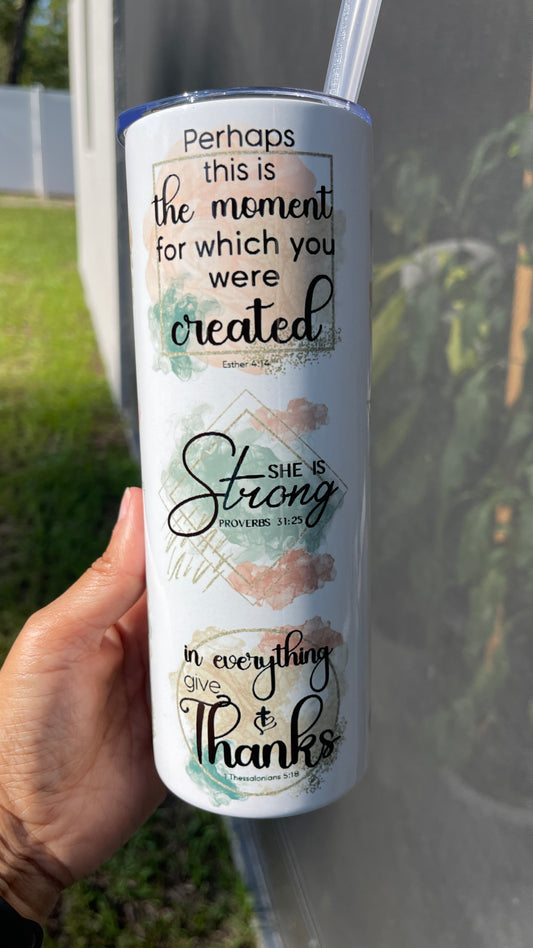 Perhaps
this is
the moment
for which you
were
created
Esther 4:14
SHE IS
Strong
PROVERBS 31:25
in everything
give
Thanks
1 Thessalonians 5:18